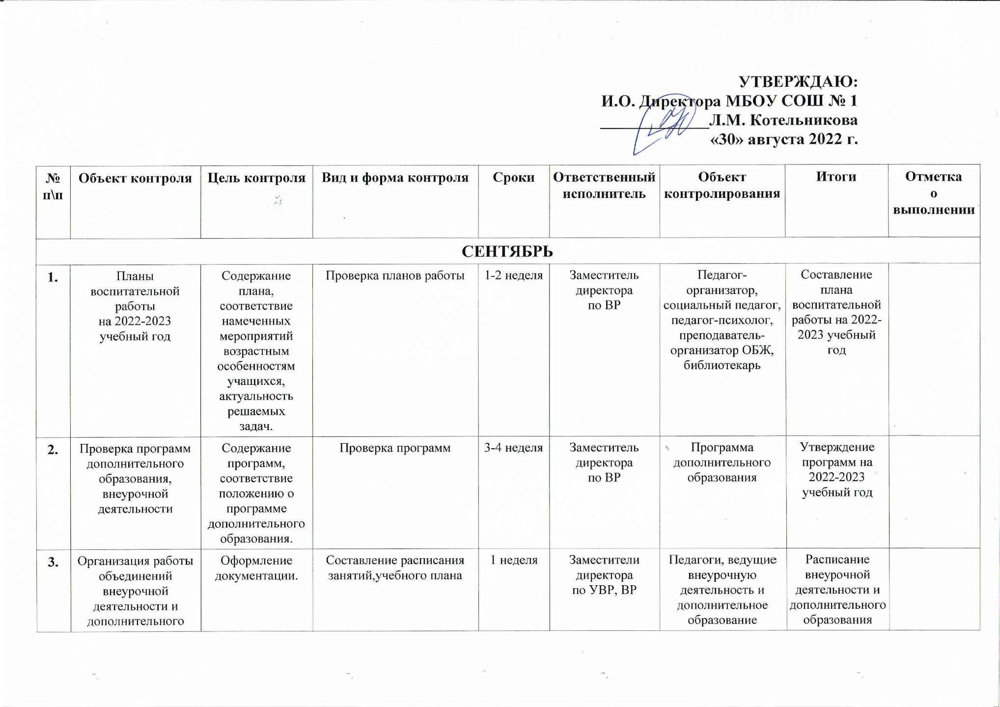 УТВЕРЖДАЮ:
И.О. Директора МБОУ СОШ № 1
Л.М. Котельникова
«30» августа 2022 г.
№
п\п
Объект контроля
Цель контроля
Вид и форма контроля
Сроки
Ответственный
исполнитель
Объект
контролирования
Итоги
Отметка
о
выполнении
СЕНТЯБРЬ
1.
Планы
воспитательной
работы
на 2022-2023
учебный год
Содержание
плана,
соответствие
намеченных
мероприятий
возрастным
особенностям
учащихся,
актуальность
решаемых
задач.
Проверка планов работы
1-2 неделя
Заместитель
директора
по ВР
Педагог-
организатор,
социальный педагог,
педагог-психолог,
преподаватель-
организатор ОБЖ,
библиотекарь
Составление
плана
воспитательной
работы на 2022-
2023 учебный
год
2.
Проверка программ
дополнительного
образования,
внеурочной
деятельности
Содержание
программ,
соответствие
положению о
программе
дополнительного
образования.
Проверка программ
3-4 неделя
Заместитель
директора
по ВР
Программа
дополнительного
образования
Утверждение
программ на
2022-2023
учебный год
3.
Организация работы
объединений
внеурочной
деятельности и
дополнительного
Оформление
документации.
Составление расписания
занятий,учебного плана
1 неделя
Заместители
директора
по УВР, ВР
Педагоги, ведущие
внеурочную
деятельность и
дополнительное
образование
Расписание
внеурочной
деятельности и
дополнительного
образования